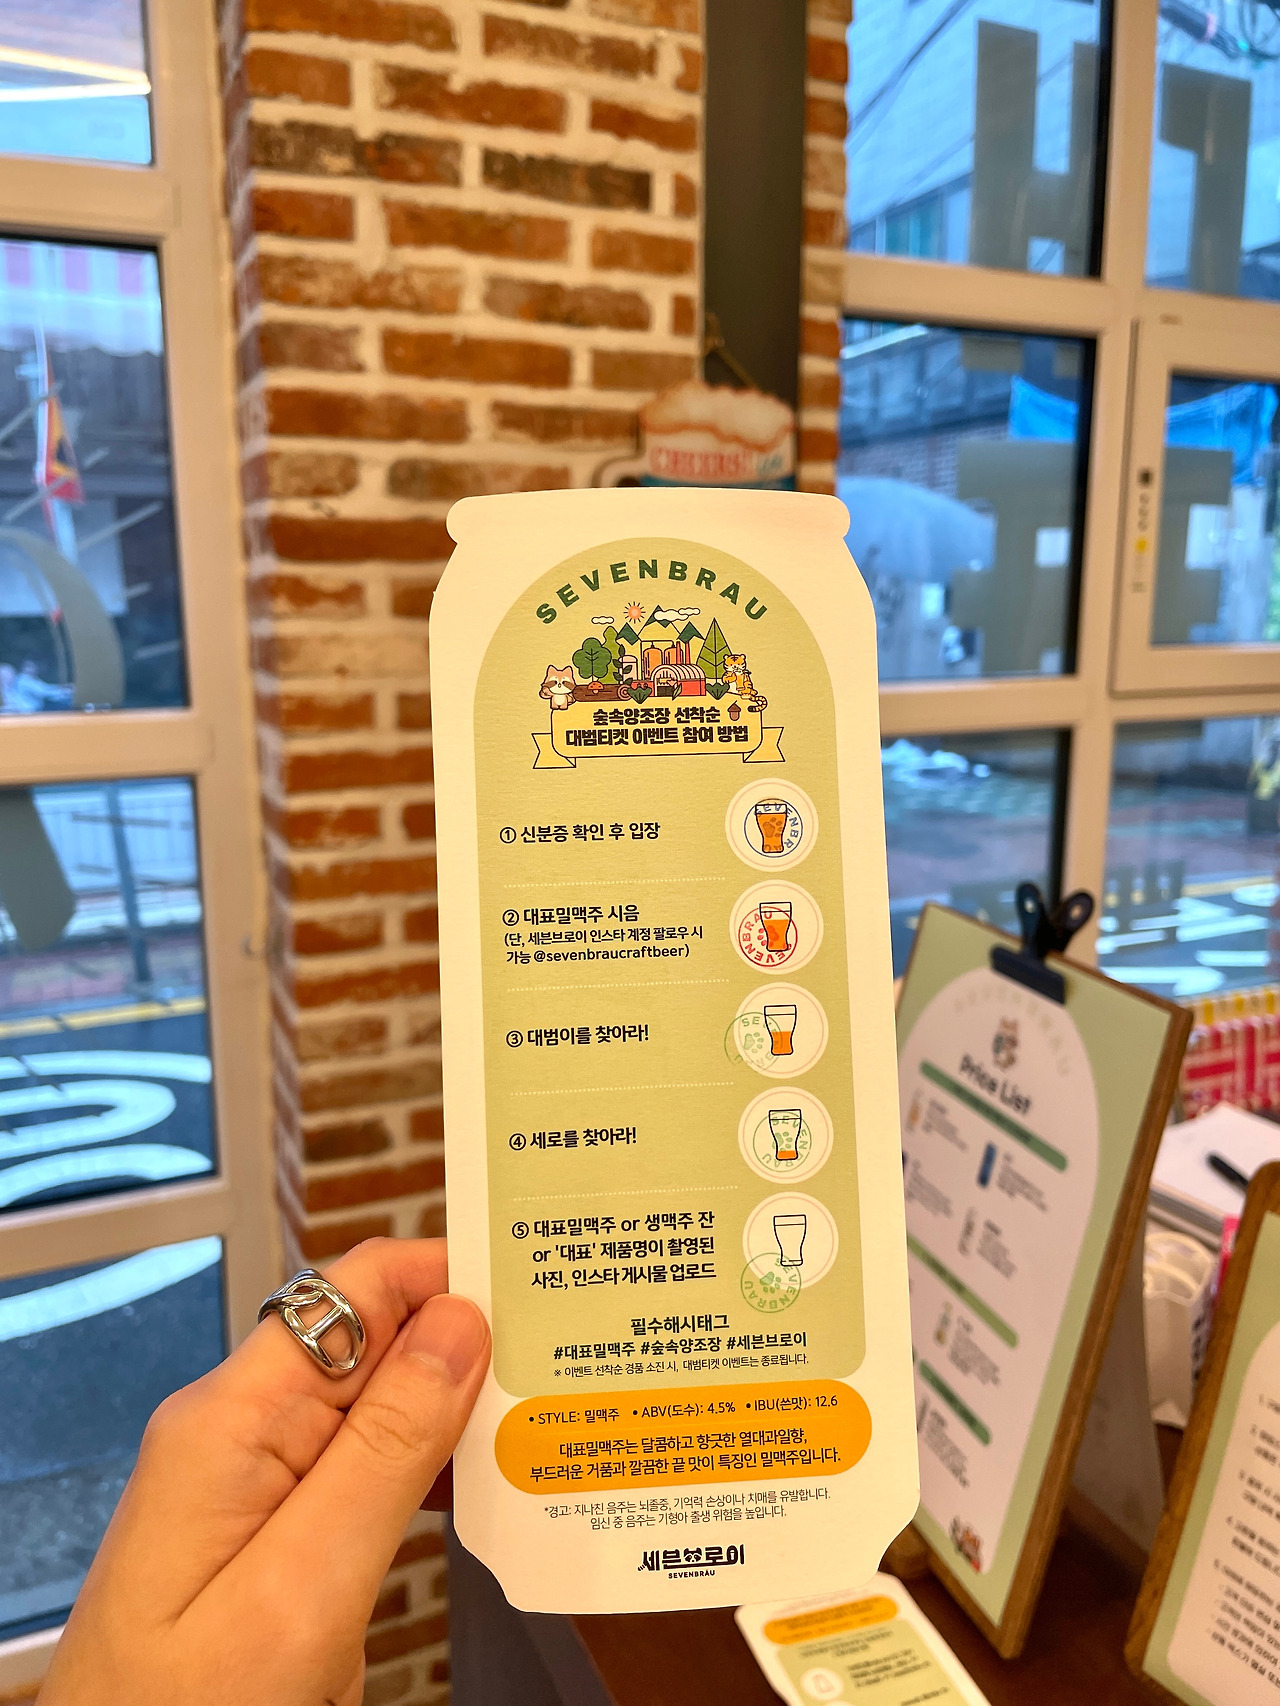 SEVENBRAU
숲속양조장 선착순
대범티켓 이벤트 참여 방법
① 신분증 확인 후 입장
② 대표밀맥주 시음
(단, 세븐브로이 인스타 계정 팔로우 시
가능 @sevenbraucraftbeer)
③ 대범이를 찾아라!
④ 세로를 찾아라!
⑤ 대표밀맥주 or 생맥주 잔
or '대표' 제품명이 촬영된
사진, 인스타 게시물 업로드
필수해시태그
#대표밀맥주 #숲속양조장 #세븐브로이
※ 이벤트 선착순 경품 소진 시, 대범티켓 이벤트는 종료됩니다.
• STYLE: 밀맥주 • ABV(도수): 4.5% • IBU(쓴맛): 12.6
대표밀맥주는 달콤하고 향긋한 열대과일향,
부드러운 거품과 깔끔한 끝 맛이 특징인 밀맥주입니다.
*경고: 지나친 음주는 뇌졸중, 기억력 손상이나 치매를 유발합니다.
임신 중 음주는 기형아 출생 위험을 높입니다.
세븐브로이
SEVENBRÄU
Price List